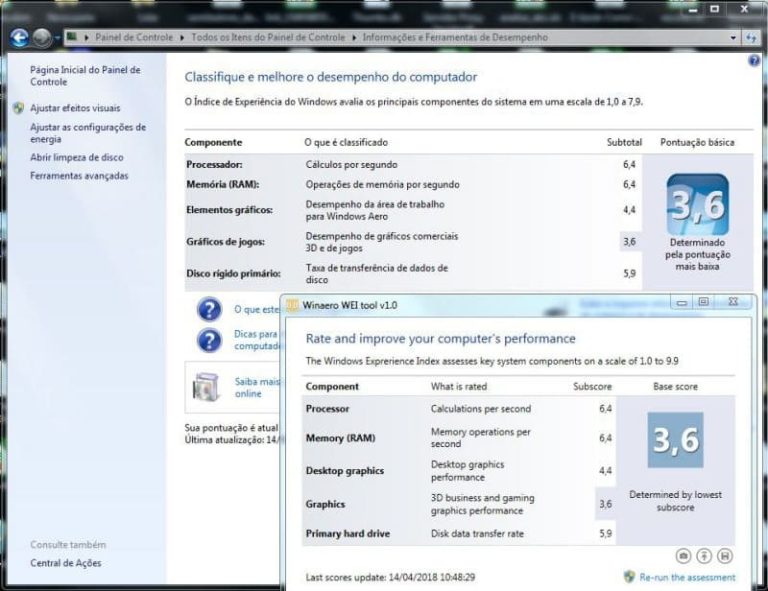 Painel de Controle ▸ Todos os Itens do Painel de Controle ▸ Informações e Ferramentas de Desempenho
Página Inicial do Painel de
Controle
Ajustar efeitos visuais
Ajustar as configurações de
energia
Abrir limpeza de disco
Ferramentas avançadas
Consulte também
Central de Ações
Classifique e melhore o desempenho do computador
O Índice de Experiência do Windows avalia os principais componentes do sistema em uma escala de 1,0 a 7,9.
Componente O que é classificado Subtotal Pontuação básica
Processador: Cálculos por segundo 6,4
Memória (RAM): Operações de memória por segundo 6,4
Elementos gráficos: Desempenho da área de trabalho
para Windows Aero 4,4
Gráficos de jogos: Desempenho de gráficos comerciais
3D e de jogos 3,6
Disco rígido primário: Taxa de transferência de dados de
disco 5,9
3,6
Determinado
pela pontuação
mais baixa
O que este
Dicas para
computad
Saiba mais
online
Sua pontuação é atual
Última atualização: 14/
Winaero WEI tool v1.0
Rate and improve your computer's performance
The Windows Exprerience Index assesses key system components on a scale of 1.0 to 9.9
Component What is rated Subscore Base score
Processor Calculations per second 6,4
Memory (RAM) Memory operations per
second 6,4
Desktop graphics Desktop graphics
performance 4,4
Graphics 3D business and gaming
graphics performance 3,6
Primary hard drive Disk data transfer rate 5,9
3,6
Determined by lowest
subscore
Last scores update: 14/04/2018 10:48:29
Re-run the assessment